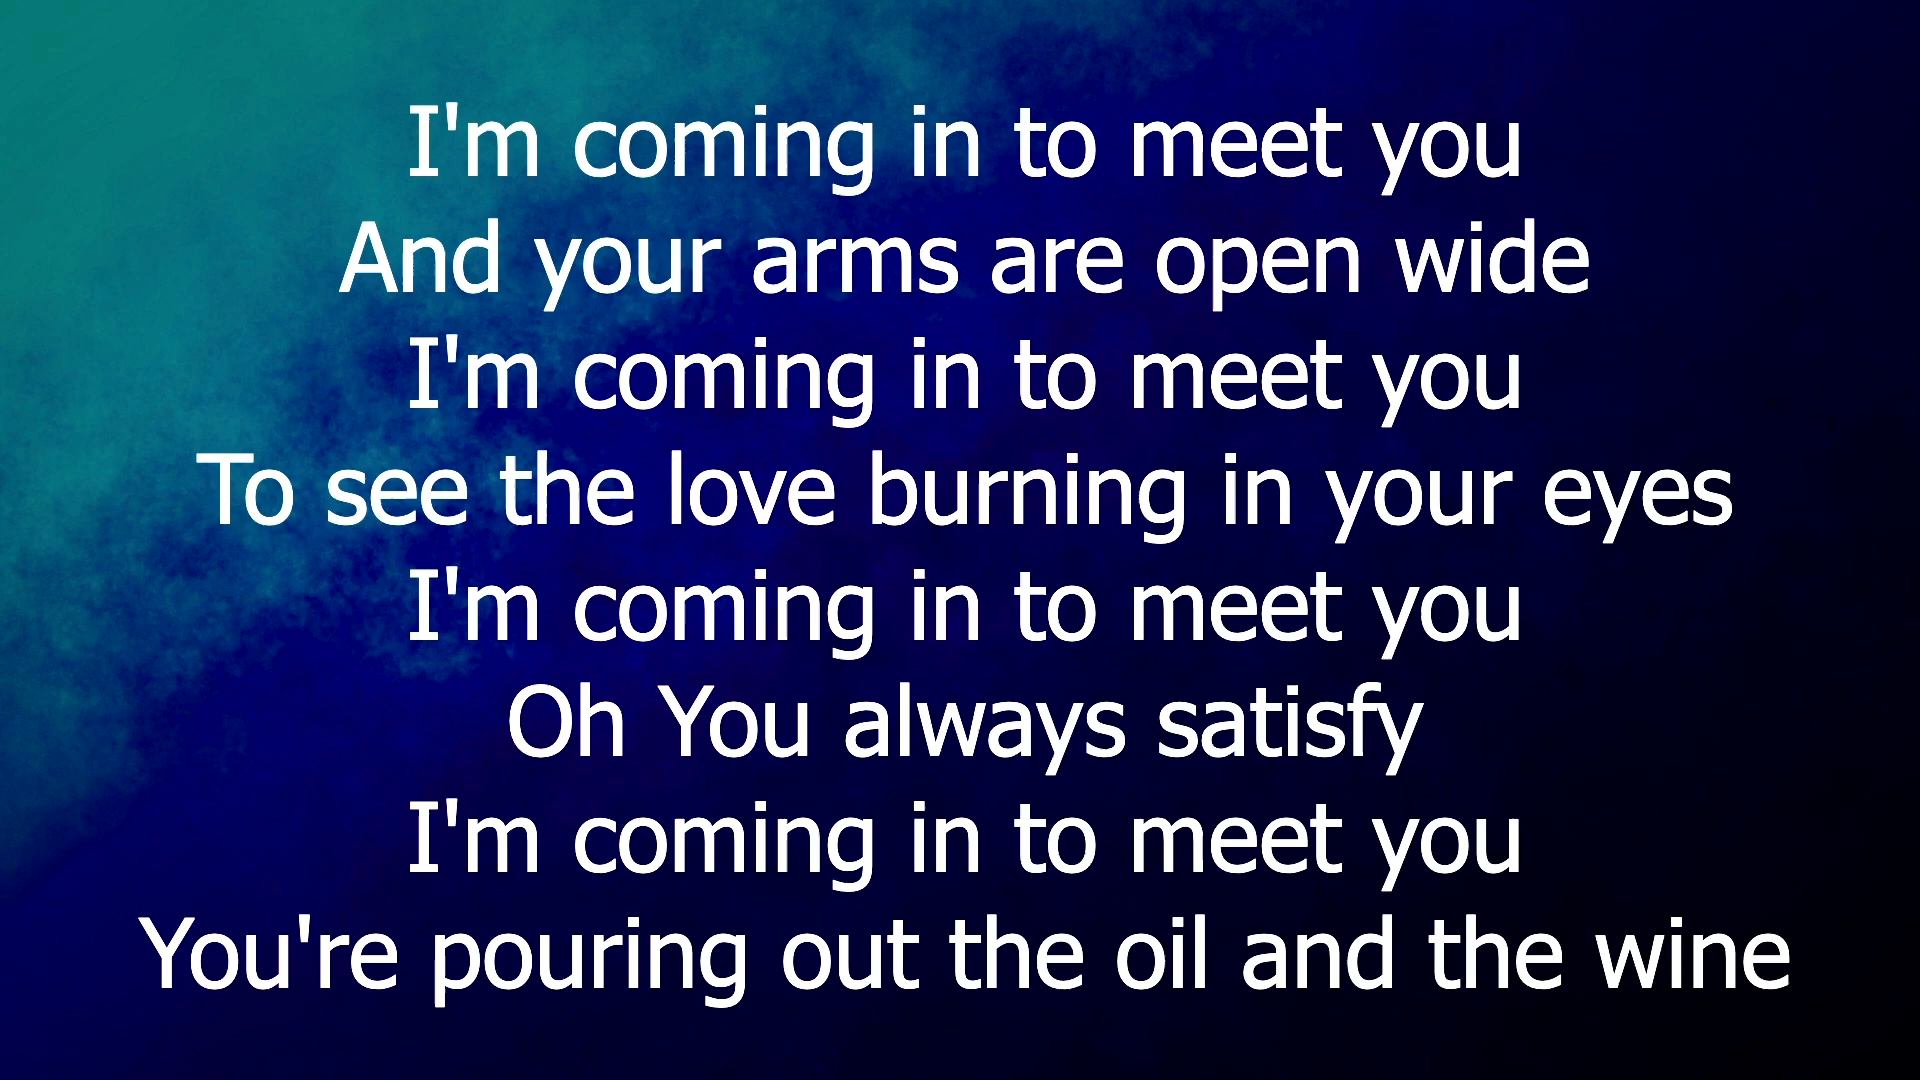 I'm coming in to meet you
And your arms are open wide
I'm coming in to meet you
To see the love burning in your eyes
I'm coming in to meet you
Oh You always satisfy
I'm coming in to meet you
You're pouring out the oil and the wine